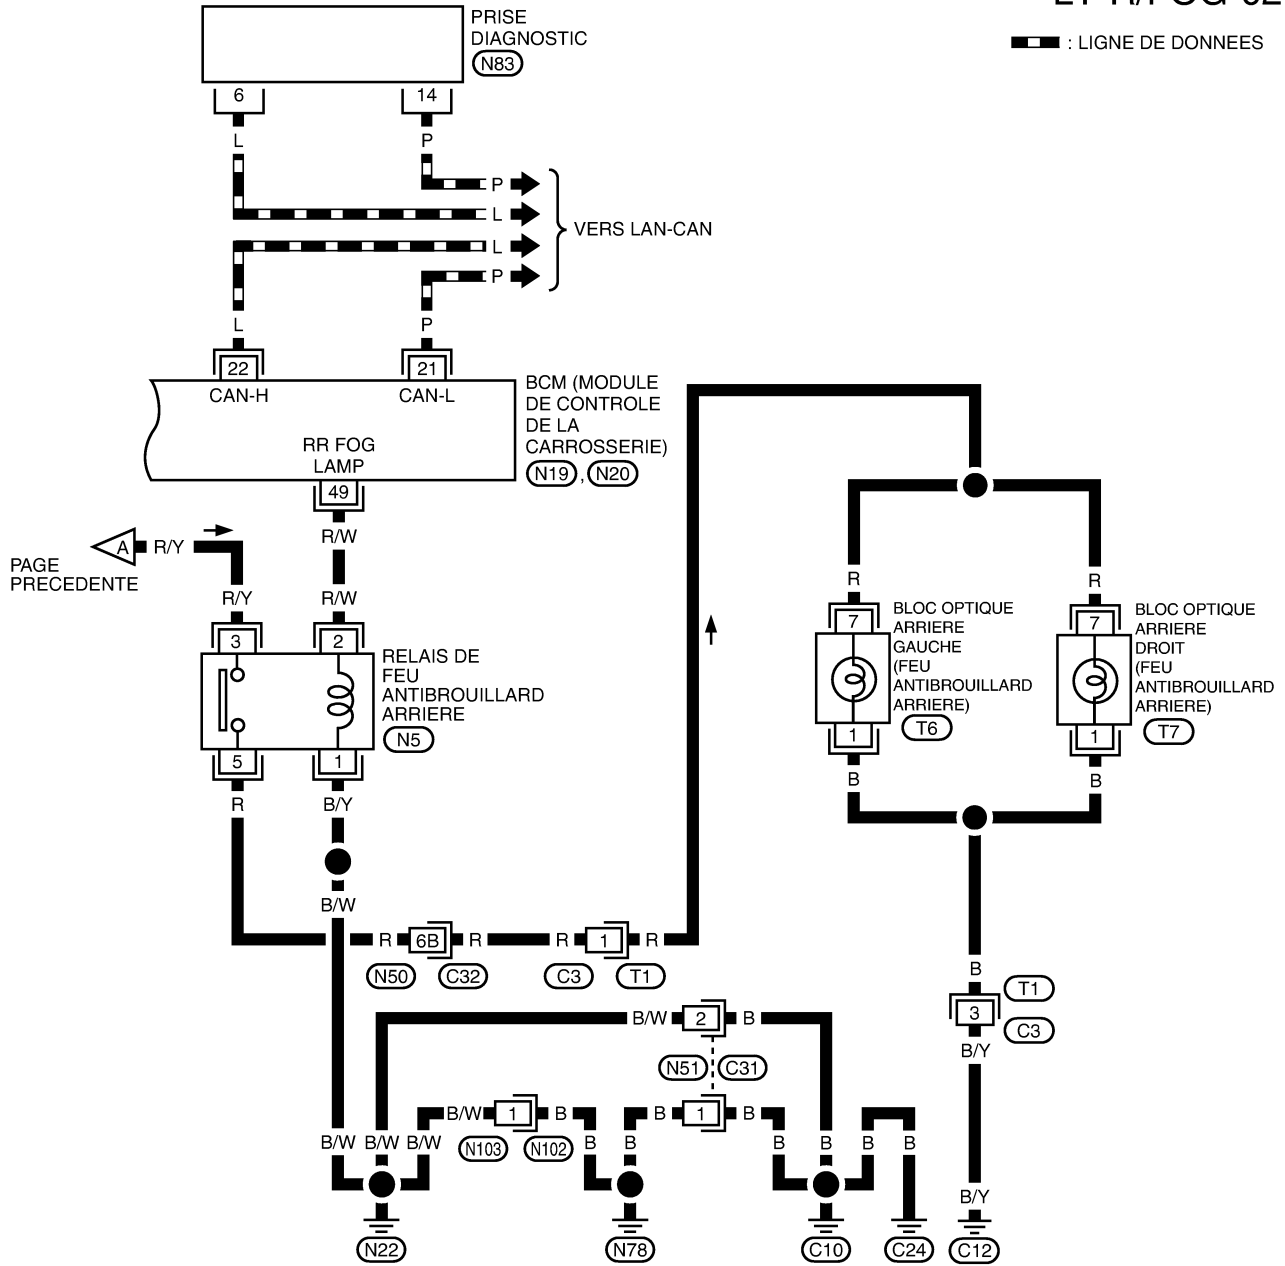 PRISE
DIAGNOSTIC
N83
: LIGNE DE DONNEES
6
14
L
P
P
L
VERS LAN-CAN
L
P
L
P
22
21
CAN-H
CAN-L
BCM (MODULE
DE CONTROLE
DE LA
CARROSSERIE)
N19 , N20
RR FOG
LAMP
49
R/W
A
R/Y
PAGE
PRECEDENTE
R/Y
R/W
3
2
RELAIS DE
FEU
ANTIBROUILLARD
ARRIERE
N5
5
1
R
B/Y
B/W
R
R
7
7
BLOC OPTIQUE
ARRIERE
GAUCHE
(FEU
ANTIBROUILLARD
ARRIERE)
T6
BLOC OPTIQUE
ARRIERE
DROIT
(FEU
ANTIBROUILLARD
ARRIERE)
T7
1
1
B
B
R
6B
R
R
1
R
N50
C32
C3
T1
B
T1
3
C3
B/Y
B/W
2
B
N51
C31
B/W
1
B
B
1
B
N103
N102
B/W
B/W
B/W
B
B
B
B
B
B
B/Y
N22
N78
C10
C24
C12